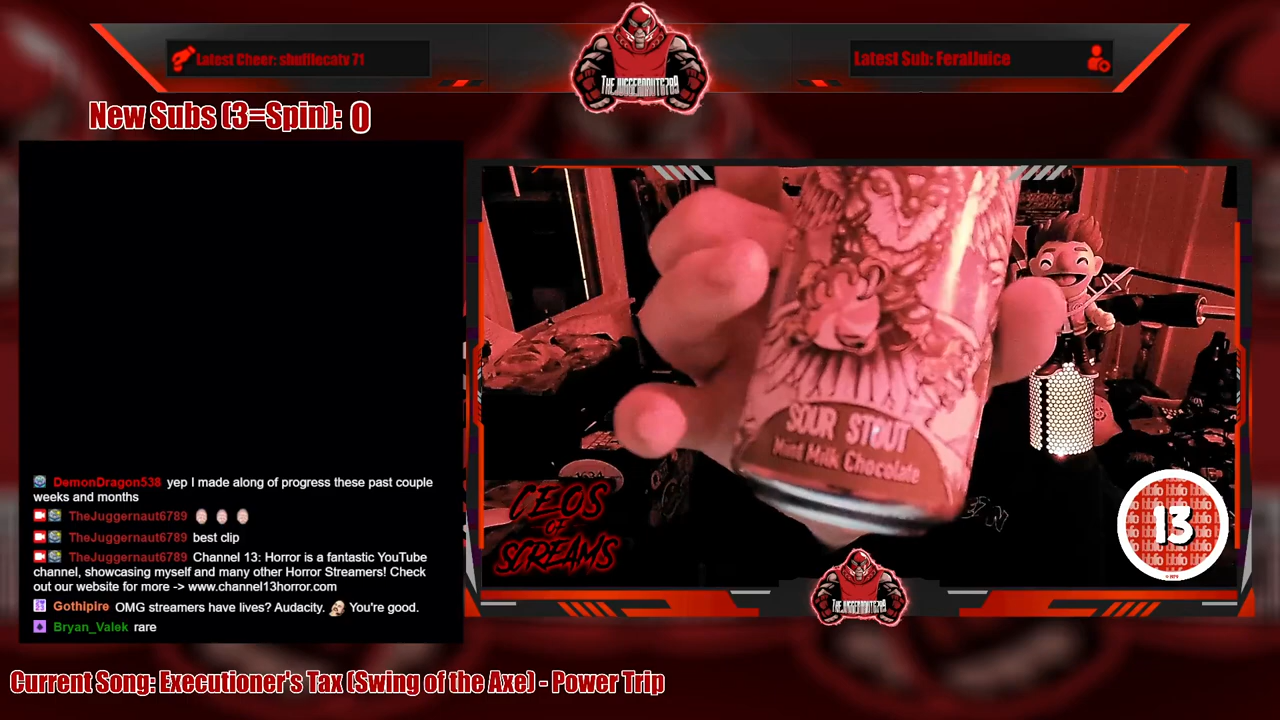 Latest Cheer: shufflecatv 71
THEJUGGERNAUT6789
Latest Sub: FeralJuice
New Subs (3=Spin): 0
SOUR STOUT
Mint Milk Chocolate
DemonDragon538 yep I made along of progress these past couple
weeks and months
TheJuggernaut6789
TheJuggernaut6789 best clip
TheJuggernaut6789 Channel 13: Horror is a fantastic YouTube
channel, showcasing myself and many other Horror Streamers! Check
out our website for more -> www.channel13horror.com
Gothipire OMG streamers have lives? Audacity. You're good.
Bryan_Valek rare
CEOS
OF
SCREAMS
13
THEJUGGERNAUT6789
Current Song: Executioner's Tax (Swing of the Axe) - Power Trip